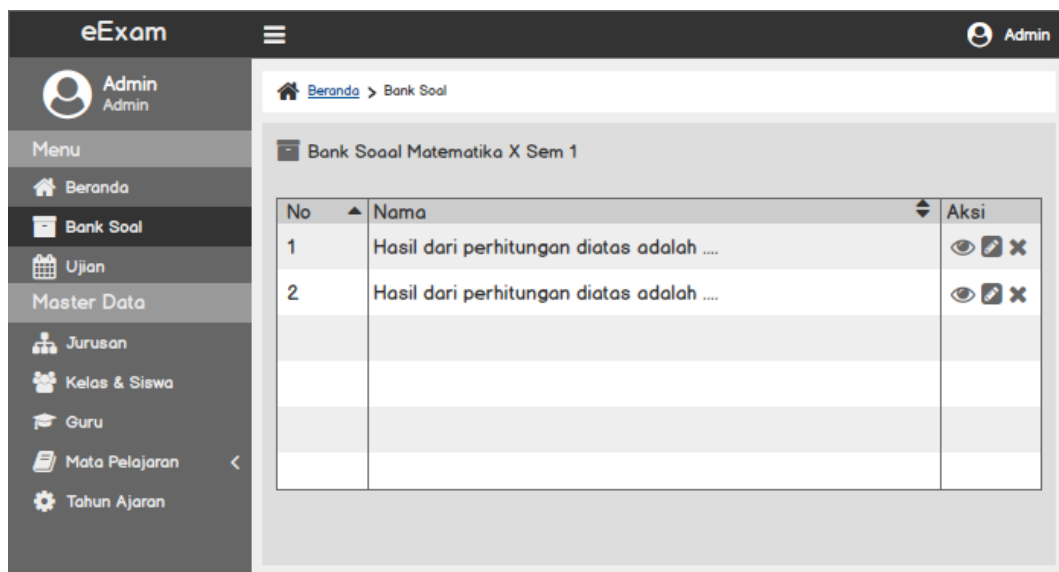 eExam
Admin
Admin
Admin
Menu
Beranda
Bank Soal
Ujian
Master Data
Jurusan
Kelas & Siswa
Guru
Mata Pelajaran
Tahun Ajaran
Beranda > Bank Soal
Bank Soaal Matematika X Sem 1
No Nama Aksi
1 Hasil dari perhitungan diatas adalah ....
2 Hasil dari perhitungan diatas adalah ....